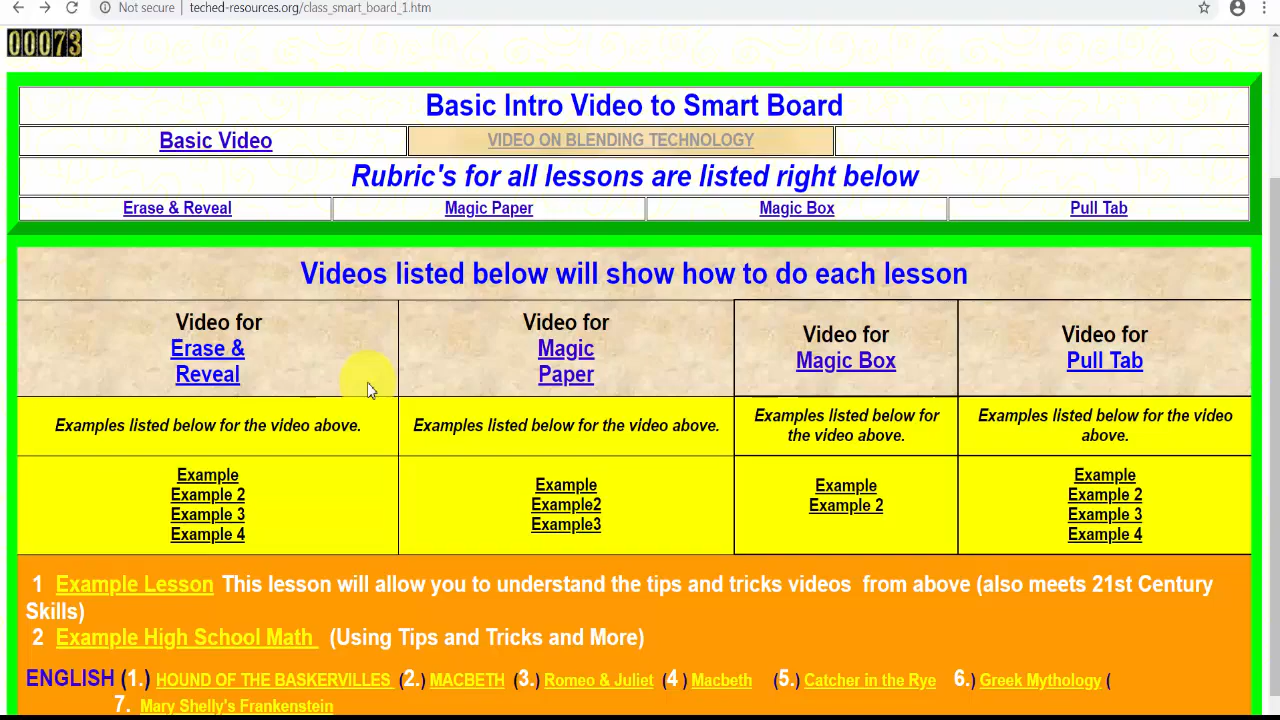 Not secure | teched-resources.org/class_smart_board_1.htm
00073
Basic Intro Video to Smart Board
Basic Video VIDEO ON BLENDING TECHNOLOGY
Rubric's for all lessons are listed right below
Erase & Reveal Magic Paper Magic Box Pull Tab
Videos listed below will show how to do each lesson
Video for
Erase &
Reveal
Video for
Magic
Paper
Video for
Magic Box
Video for
Pull Tab
Examples listed below for the video above.
Examples listed below for the video above.
Examples listed below for
the video above.
Examples listed below for the video
above.
Example
Example 2
Example 3
Example 4
Example
Example2
Example3
Example
Example 2
Example
Example 2
Example 3
Example 4
1 Example Lesson This lesson will allow you to understand the tips and tricks videos from above (also meets 21st Century
Skills)
2 Example High School Math (Using Tips and Tricks and More)
ENGLISH (1.) HOUND OF THE BASKERVILLES (2.) MACBETH (3.) Romeo & Juliet (4 ) Macbeth (5.) Catcher in the Rye 6.) Greek Mythology (
7. Mary Shelly's Frankenstein